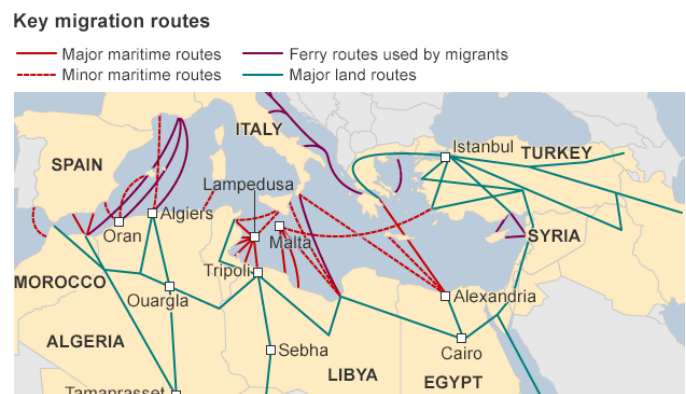 Key migration routes
Major maritime routes
Ferry routes used by migrants
Minor maritime routes
Major land routes
ITALY
Istanbul
TURKEY
SPAIN
Lampedusa
Algiers
Oran
Malta
SYRIA
Tripoli
MOROCCO
Ouargla
Alexandria
ALGERIA
Sebha
Cairo
LIBYA
EGYPT
Tamanrasset